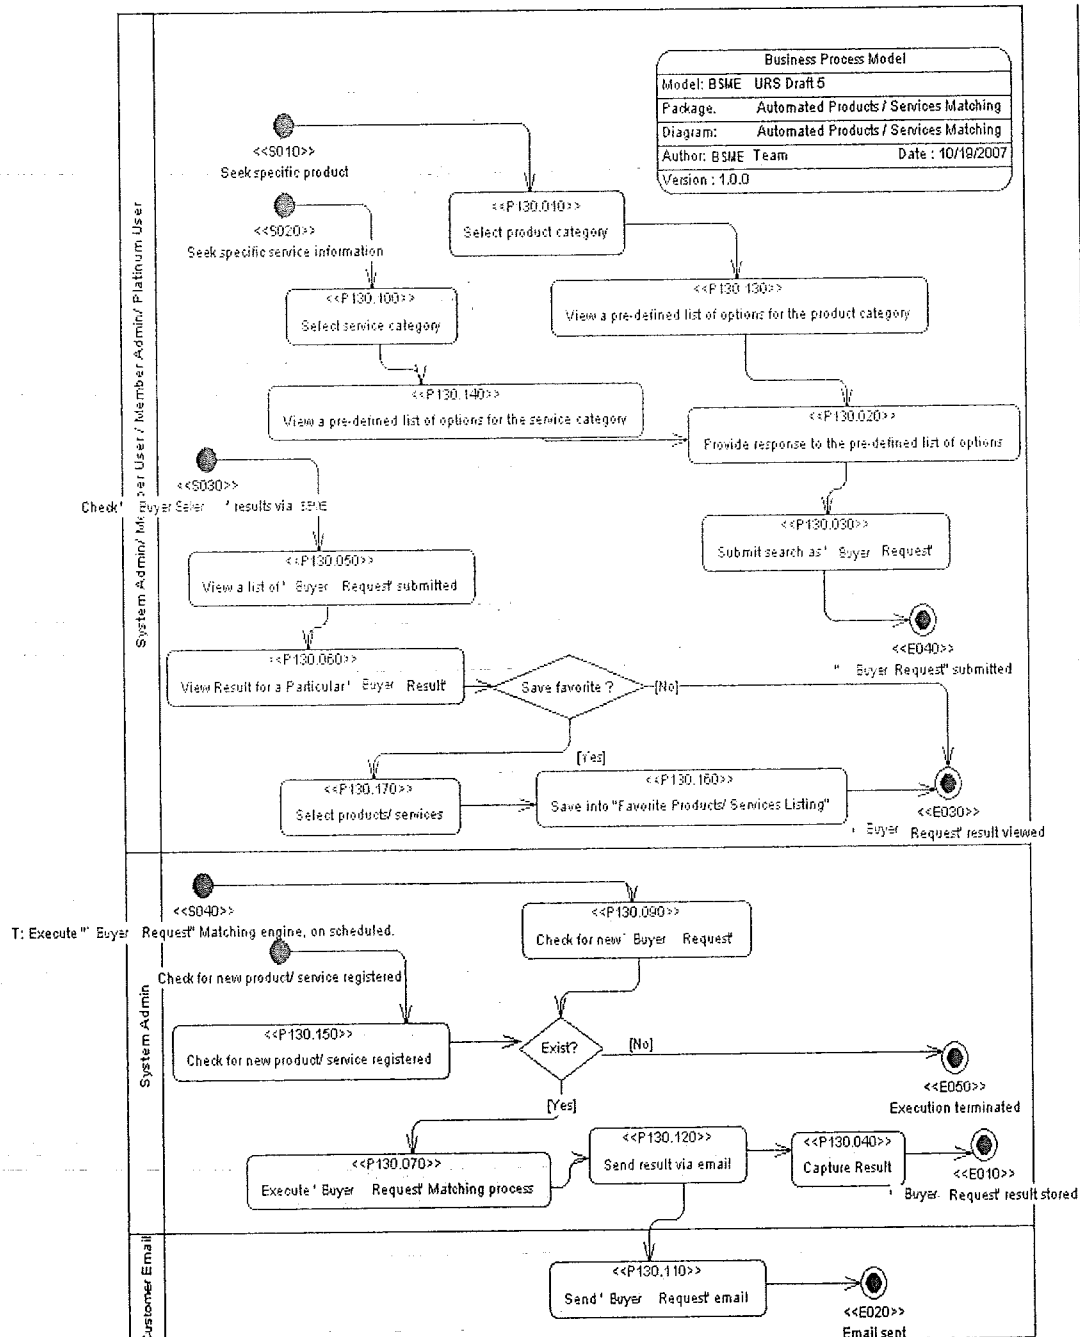 Business Process Model
Model: BSME URS Draft 5
Package. Automated Products / Services Matching
Diagram: Automated Products / Services Matching
Author: BSME Team Date : 10/19/2007
Version : 1.0.0
System Admin/ Member User / Member Admin/ Platinum User
<<S010>>
Seek specific product
<<P130.010>>
Select product category
<<S020>>
Seek specific service information
<<P130.100>>
Select service category
<<P130.130>>
View a pre-defined list of options for the product category
<<P130.140>>
View a pre-defined list of options for the service category
<<P130.020>>
Provide response to the pre-defined list of options
<<S030>>
Check " Buyer Seller " results via BSME
<<P130.030>>
Submit search as " Buyer Request"
<<P130.050>>
View a list of " Buyer Request" submitted
<<E040>>
" Buyer Request" submitted
<<P130.060>>
View Result for a Particular " Buyer Result"
Save favorite ?
[No]
[Yes]
<<P130.170>>
Select products/ services
<<P130.160>>
Save into "Favorite Products/ Services Listing"
<<E030>>
" Buyer Request" result viewed
System Admin
<<S040>>
T: Execute "" Buyer Request" Matching engine, on scheduled.
<<P130.090>>
Check for new " Buyer Request"
Check for new product/ service registered
<<P130.150>>
Check for new product/ service registered
Exist?
[No]
[Yes]
<<E050>>
Execution terminated
<<P130.070>>
Execute " Buyer Request" Matching process
<<P130.120>>
Send result via email
<<P130.040>>
Capture Result
<<E010>>
" Buyer Request" result stored
Customer Email
<<P130.110>>
Send " Buyer Request" email
<<E020>>
Email sent